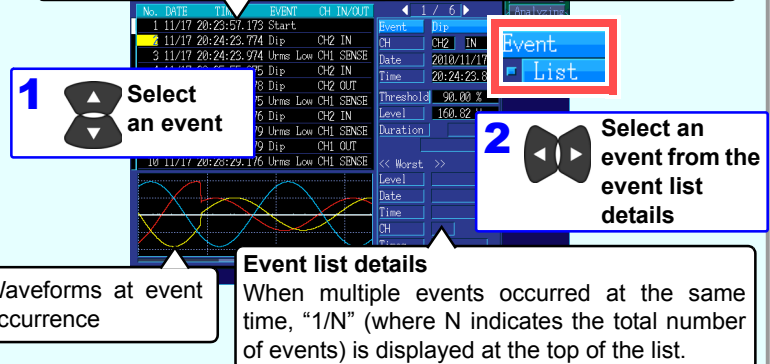 No. DATE TIME EVENT CH IN/OUT
1 11/17 20:23:57.173 Start
2 11/17 20:24:23.774 Dip CH2 IN
3 11/17 20:24:23.974 Urms Low CH1 SENSE
Dip CH2 IN
Dip CH2 OUT
Urms Low CH1 SENSE
Dip CH2 IN
Urms Low CH1 SENSE
Dip CH1 OUT
10 11/17 20:28:29.176 Urms Low CH1 SENSE
1 / 6
Event Dip
CH CH2 IN
Date 2010/11/17
Time 20:24:23.8
Threshold 90.00 %
Level 160.82
Duration
<< Worst >>
Level
Date
Time
CH
Analyzing
Event
List
1
Select
an event
2
Select an
event from the
event list
details
Waveforms at event
occurrence
Event list details
When multiple events occurred at the same
time, “1/N” (where N indicates the total number
of events) is displayed at the top of the list.